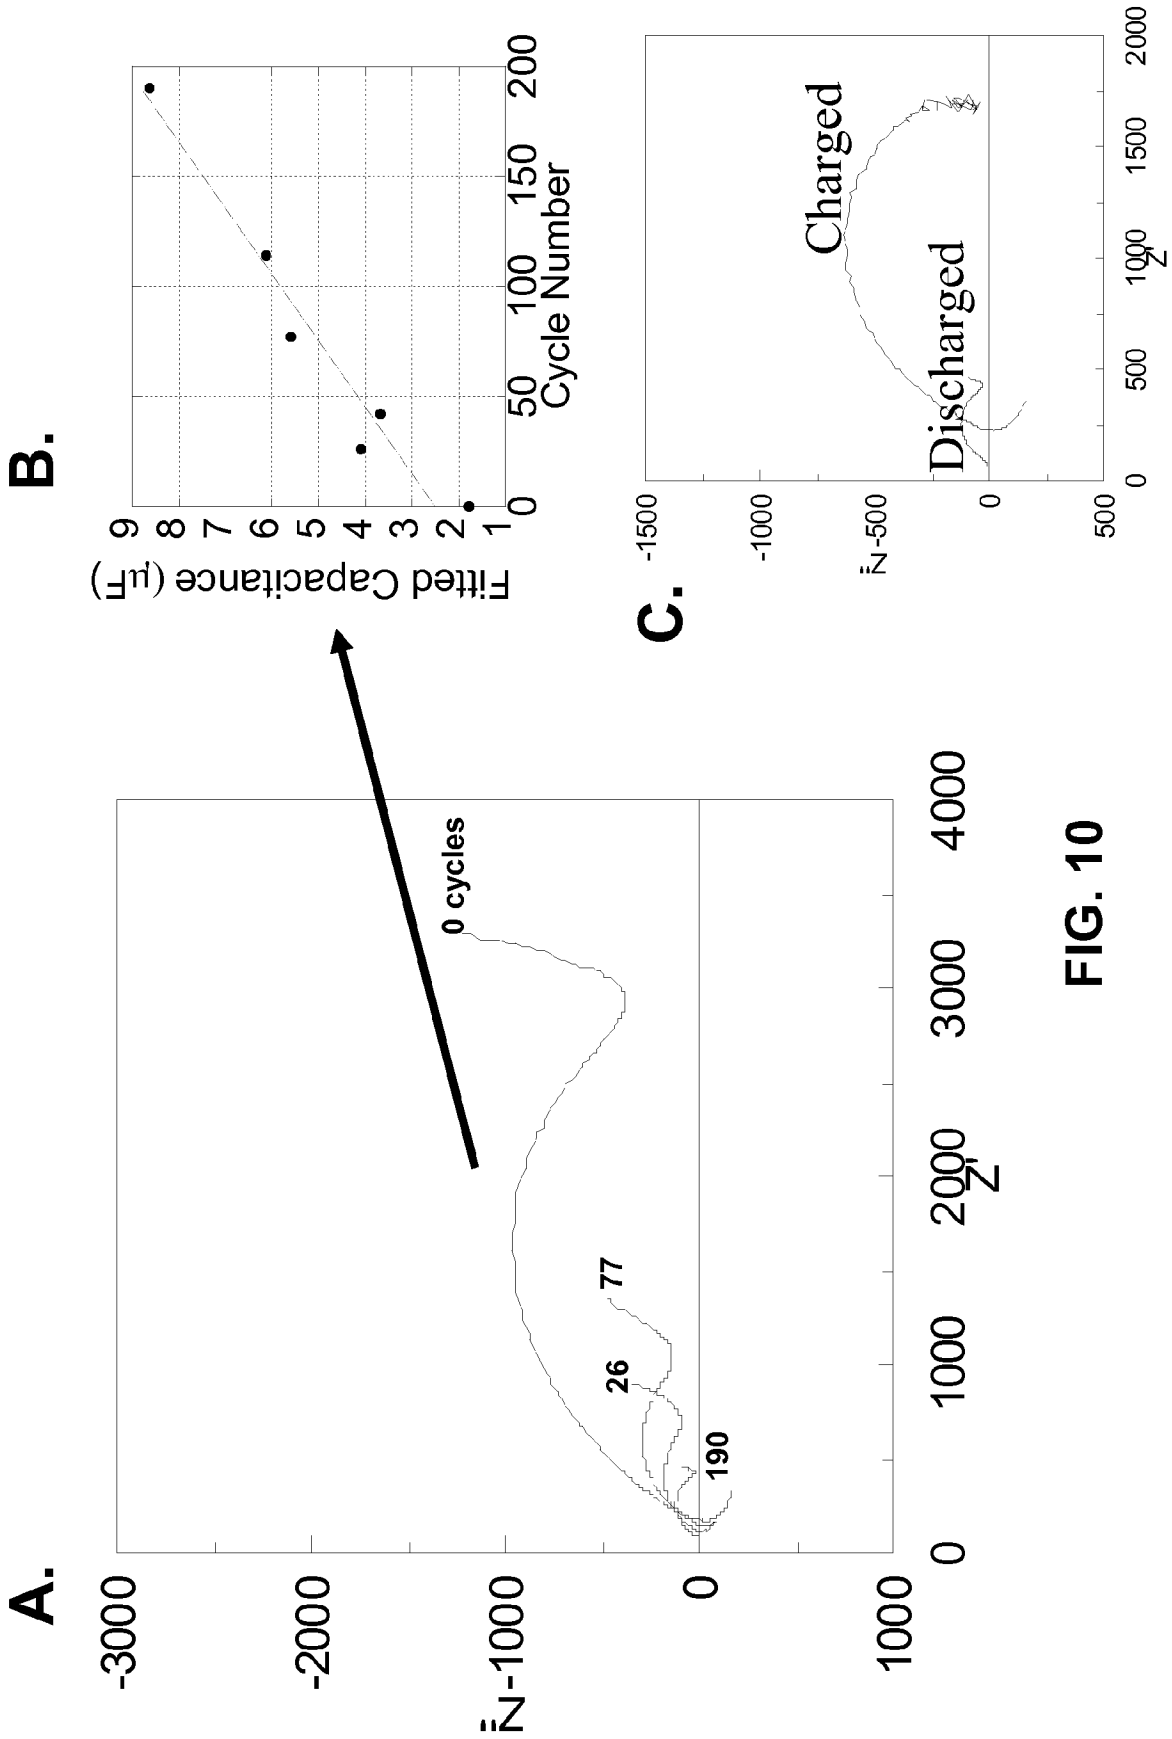 A.
-3000
-2000
-1000
0
1000
Z"
0
1000
2000
3000
4000
Z'
0 cycles
77
26
190
B.
Fitted Capacitance (μF)
9
8
7
6
5
4
3
2
1
0
50
100
150
200
Cycle Number
C.
-1500
-1000
-500
0
500
Z"
0
500
1000
1500
2000
Z'
Charged
Discharged
FIG. 10